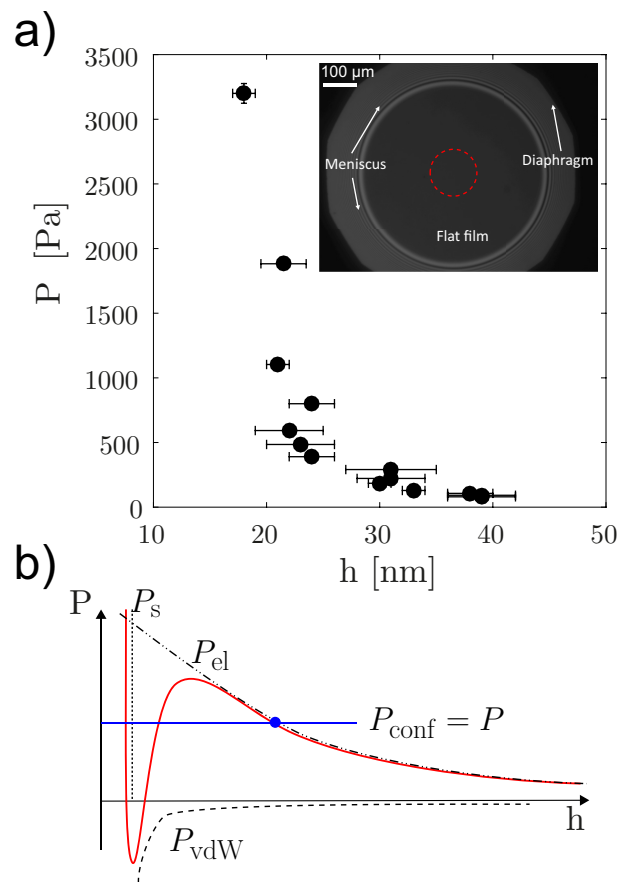 a)
3500
3000
2500
2000
1500
1000
500
0
P [Pa]
10 20 30 40 50
h [nm]
100 μm
Meniscus
Diaphragm
Flat film
b)
P
P_s
P_el
P_conf = P
P_vdW
h